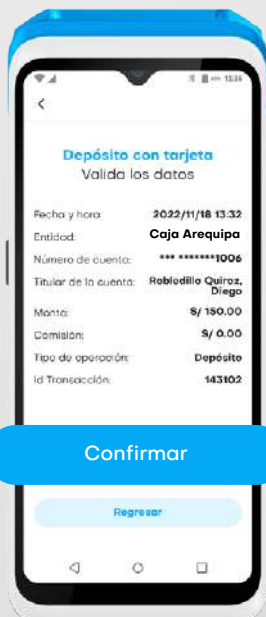 13:35
Depósito con tarjeta
Valida los datos
Fecha y hora 2022/11/18 13:32
Entidad: Caja Arequipa
Número de cuenta: *** *******1006
Titular de la cuenta: Robledillo Quiroz,
Diego
Monto: S/ 150.00
Comisión: S/ 0.00
Tipo de operación: Depósito
Id Transacción: 143102
Confirmar
Regresar